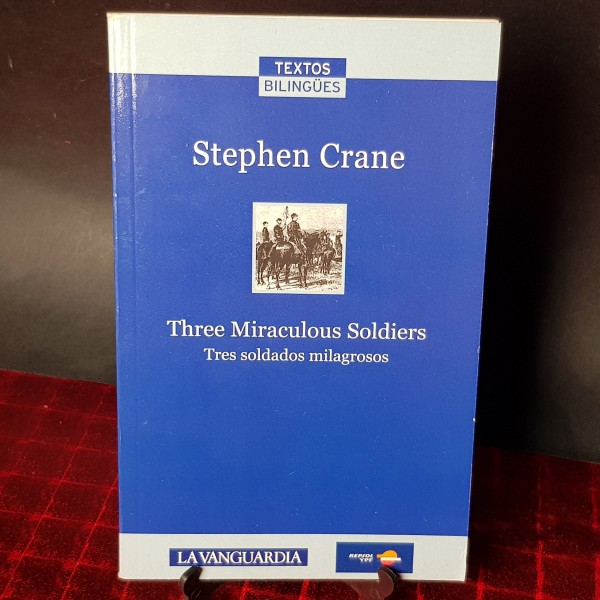 TEXTOS
BILINGÜES
Stephen Crane
Three Miraculous Soldiers
Tres soldados milagrosos
LA VANGUARDIA
REPSOL
YPF